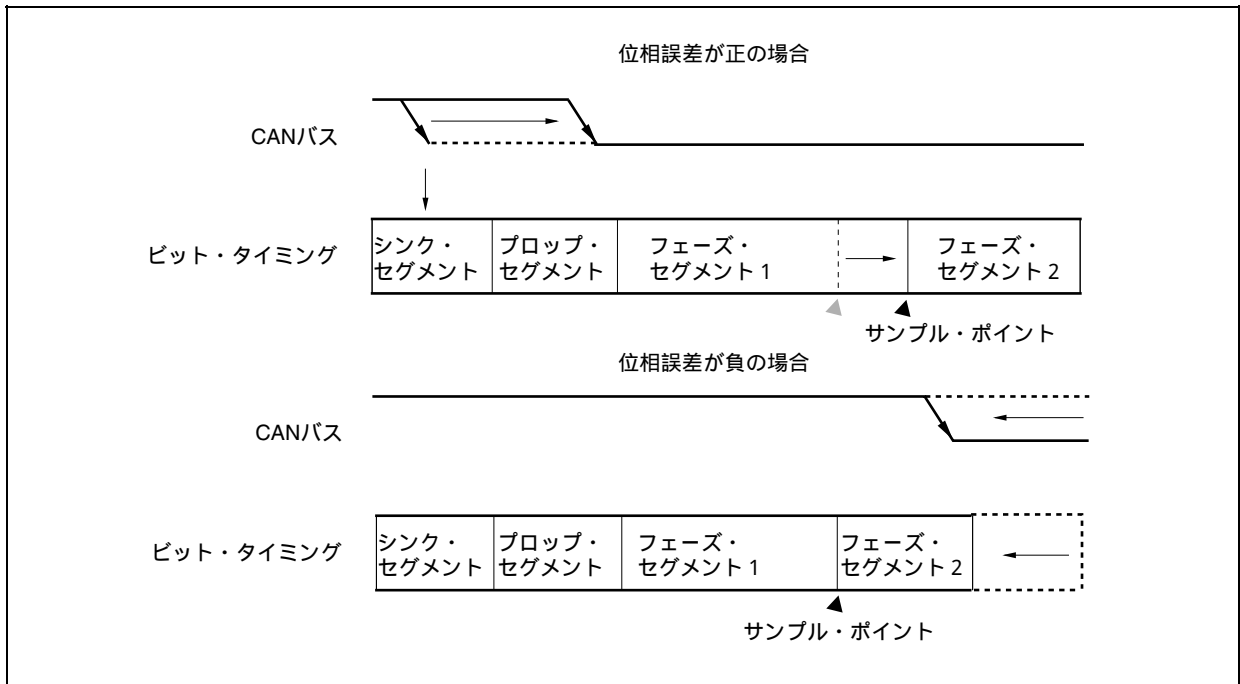 位相誤差が正の場合
CANバス
ビット・タイミング
シンク・
セグメント
プロップ・
セグメント
フェーズ・
セグメント 1
フェーズ・
セグメント 2
サンプル・ポイント
位相誤差が負の場合
CANバス
ビット・タイミング
シンク・
セグメント
プロップ・
セグメント
フェーズ・
セグメント 1
フェーズ・
セグメント 2
サンプル・ポイント